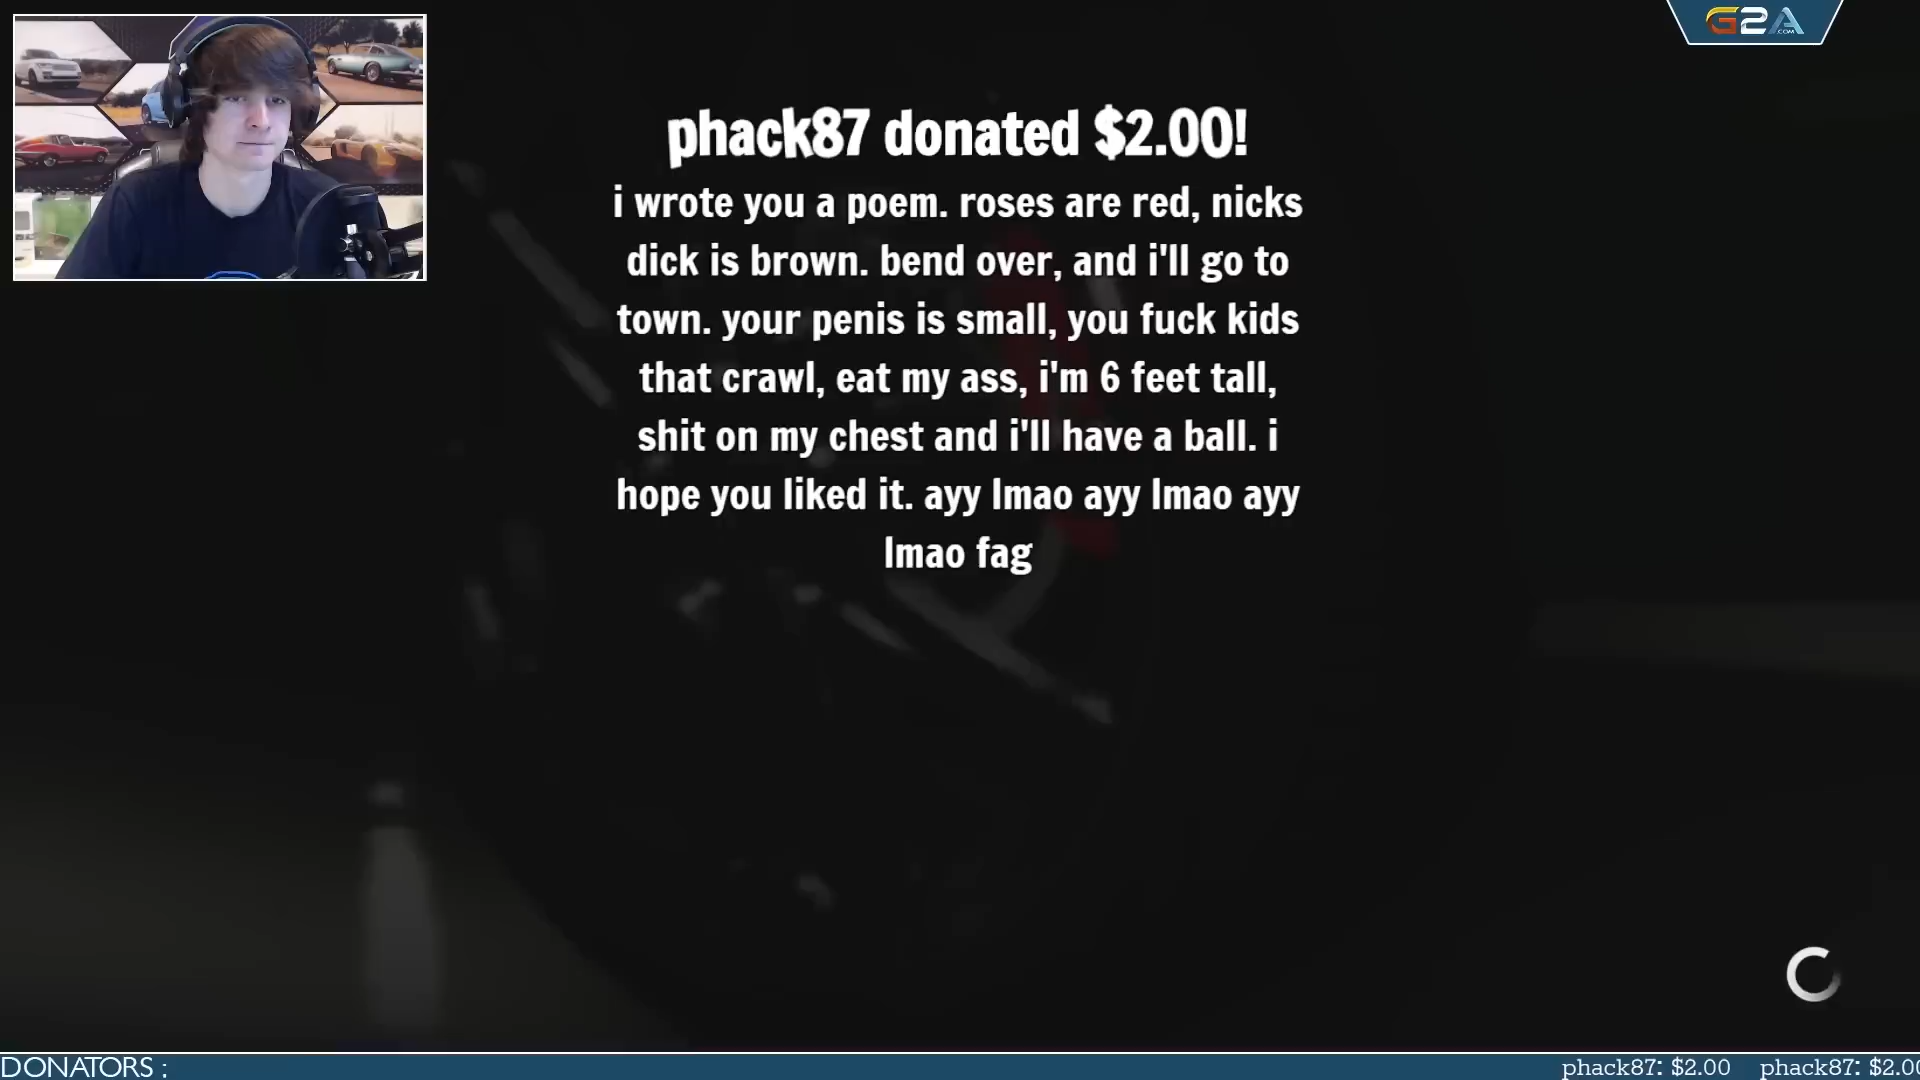 G2A
.COM
phack87 donated $2.00!
i wrote you a poem. roses are red, nicks
dick is brown. bend over, and i'll go to
town. your penis is small, you fuck kids
that crawl, eat my ass, i'm 6 feet tall,
shit on my chest and i'll have a ball. i
hope you liked it. ayy lmao ayy lmao ayy
lmao fag
DONATORS : phack87: $2.00 phack87: $2.00